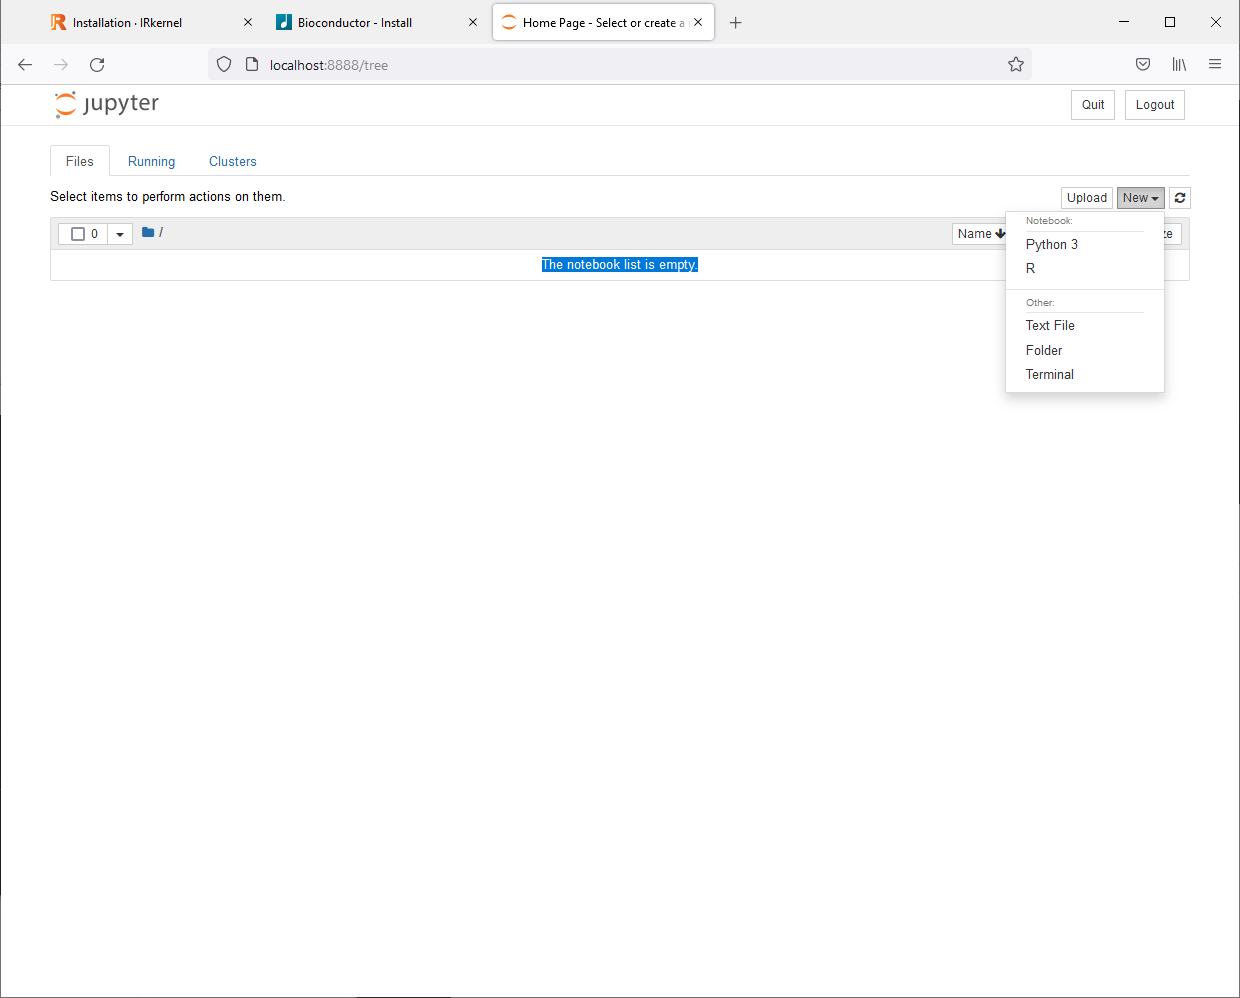 Installation · IRkernel
Bioconductor - Install
Home Page - Select or create a
localhost:8888/tree
jupyter
Quit
Logout
Files
Running
Clusters
Select items to perform actions on them.
Upload
New
0
/
Name
The notebook list is empty.
Notebook:
Python 3
R
Other:
Text File
Folder
Terminal